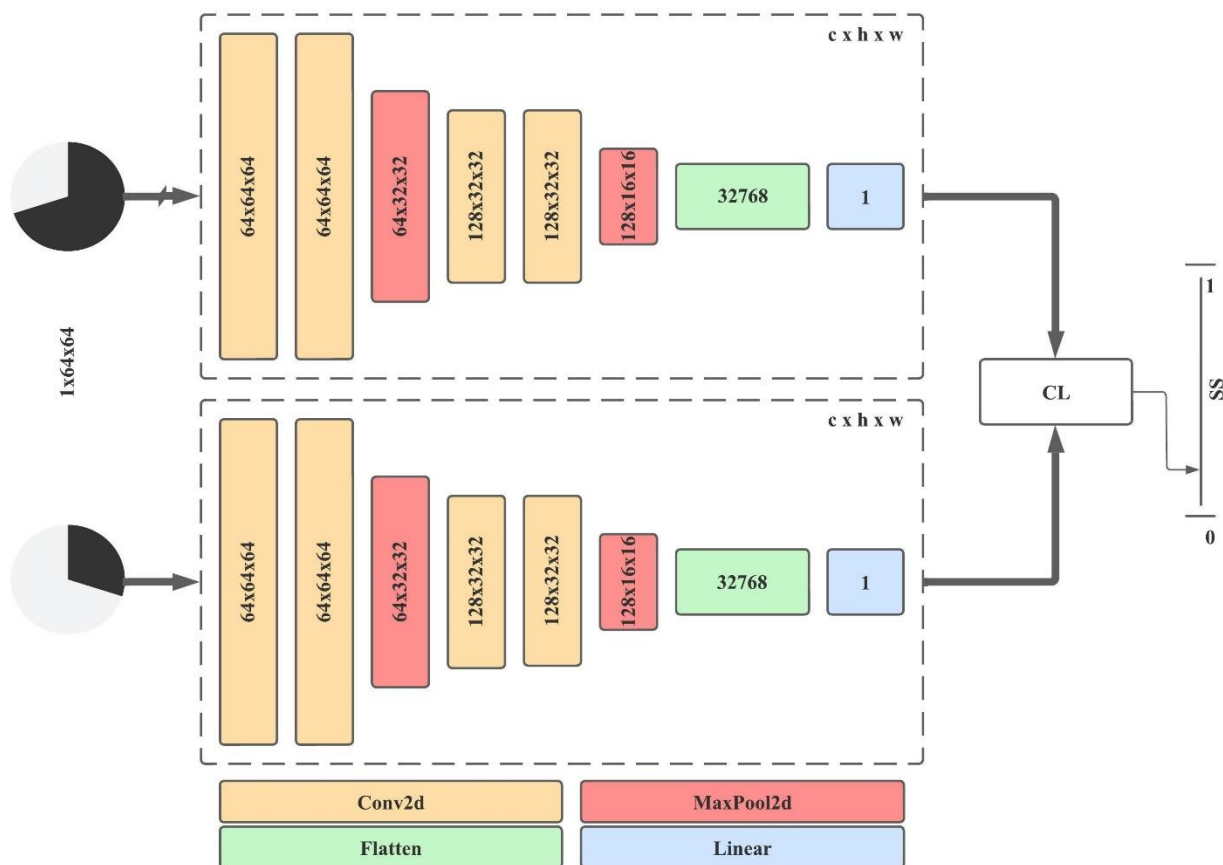 c x h x w
64x64x64
64x64x64
64x32x32
128x32x32
128x32x32
128x16x16
32768
1
1x64x64
CL
1
SS
0
c x h x w
64x64x64
64x64x64
64x32x32
128x32x32
128x32x32
128x16x16
32768
1
Conv2d
MaxPool2d
Flatten
Linear